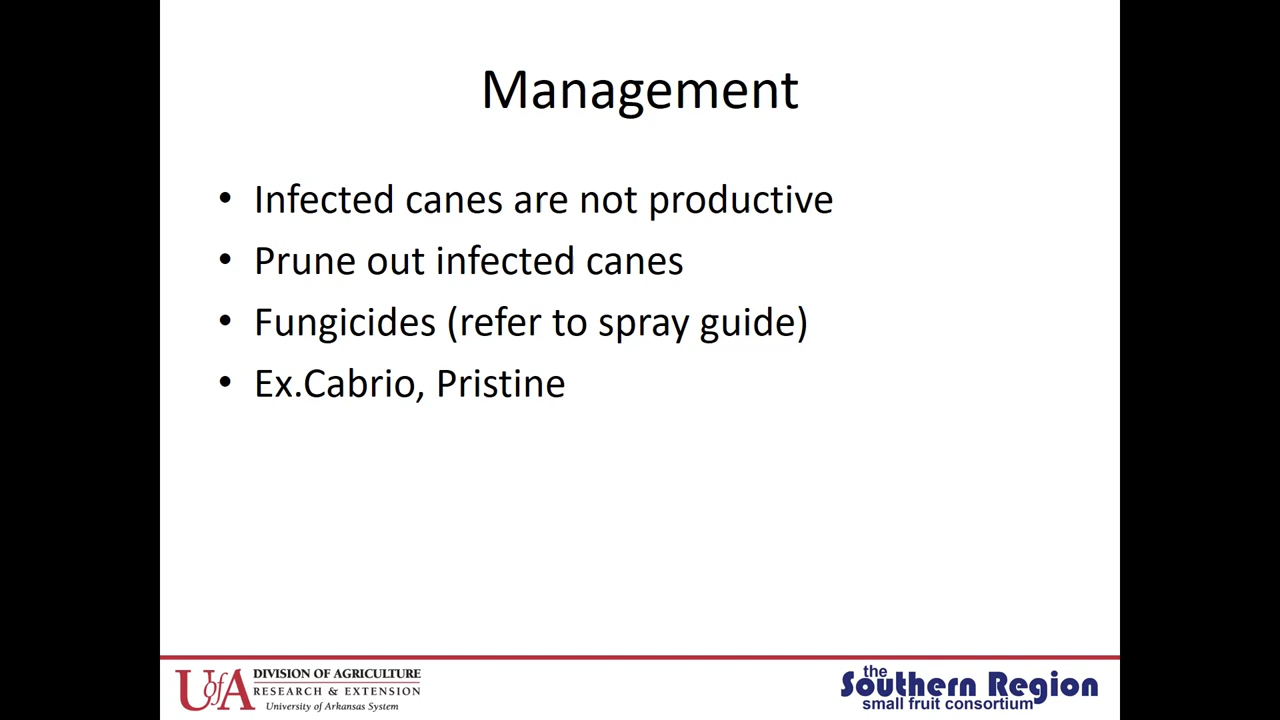 Management
• Infected canes are not productive
• Prune out infected canes
• Fungicides (refer to spray guide)
• Ex.Cabrio, Pristine
UofA DIVISION OF AGRICULTURE
RESEARCH & EXTENSION
University of Arkansas System
the
Southern Region
small fruit consortium